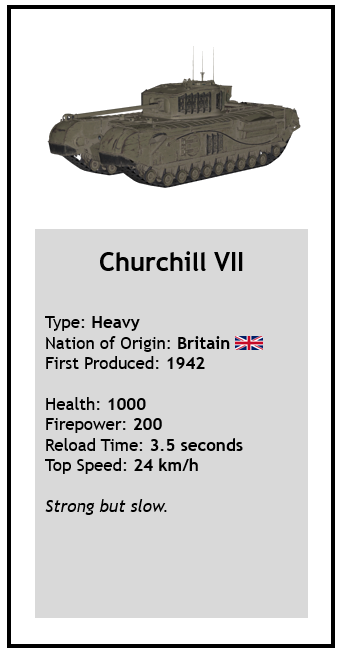 Churchill VII
Type: Heavy
Nation of Origin: Britain
First Produced: 1942
Health: 1000
Firepower: 200
Reload Time: 3.5 seconds
Top Speed: 24 km/h
Strong but slow.